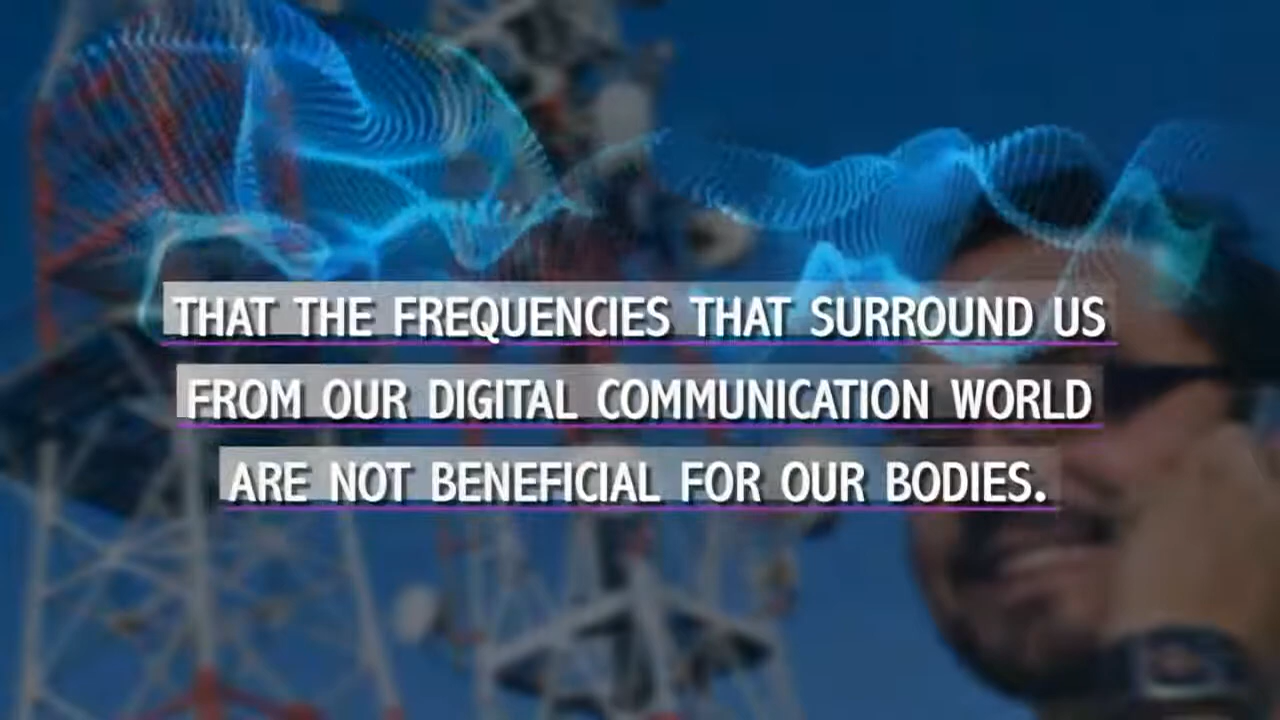 THAT THE FREQUENCIES THAT SURROUND US
FROM OUR DIGITAL COMMUNICATION WORLD
ARE NOT BENEFICIAL FOR OUR BODIES.